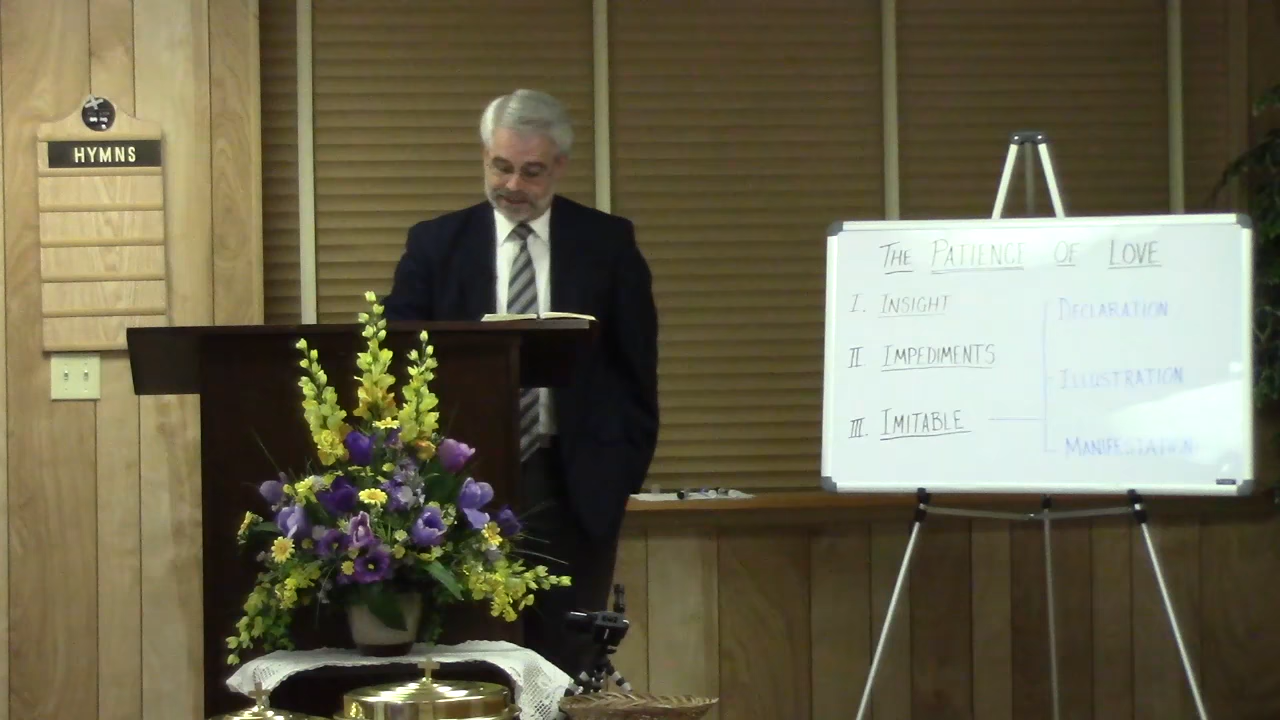 HYMNS
THE PATIENCE OF LOVE
I. INSIGHT
II. IMPEDIMENTS
III. IMITABLE
DECLARATION
ILLUSTRATION
MANIFESTATION